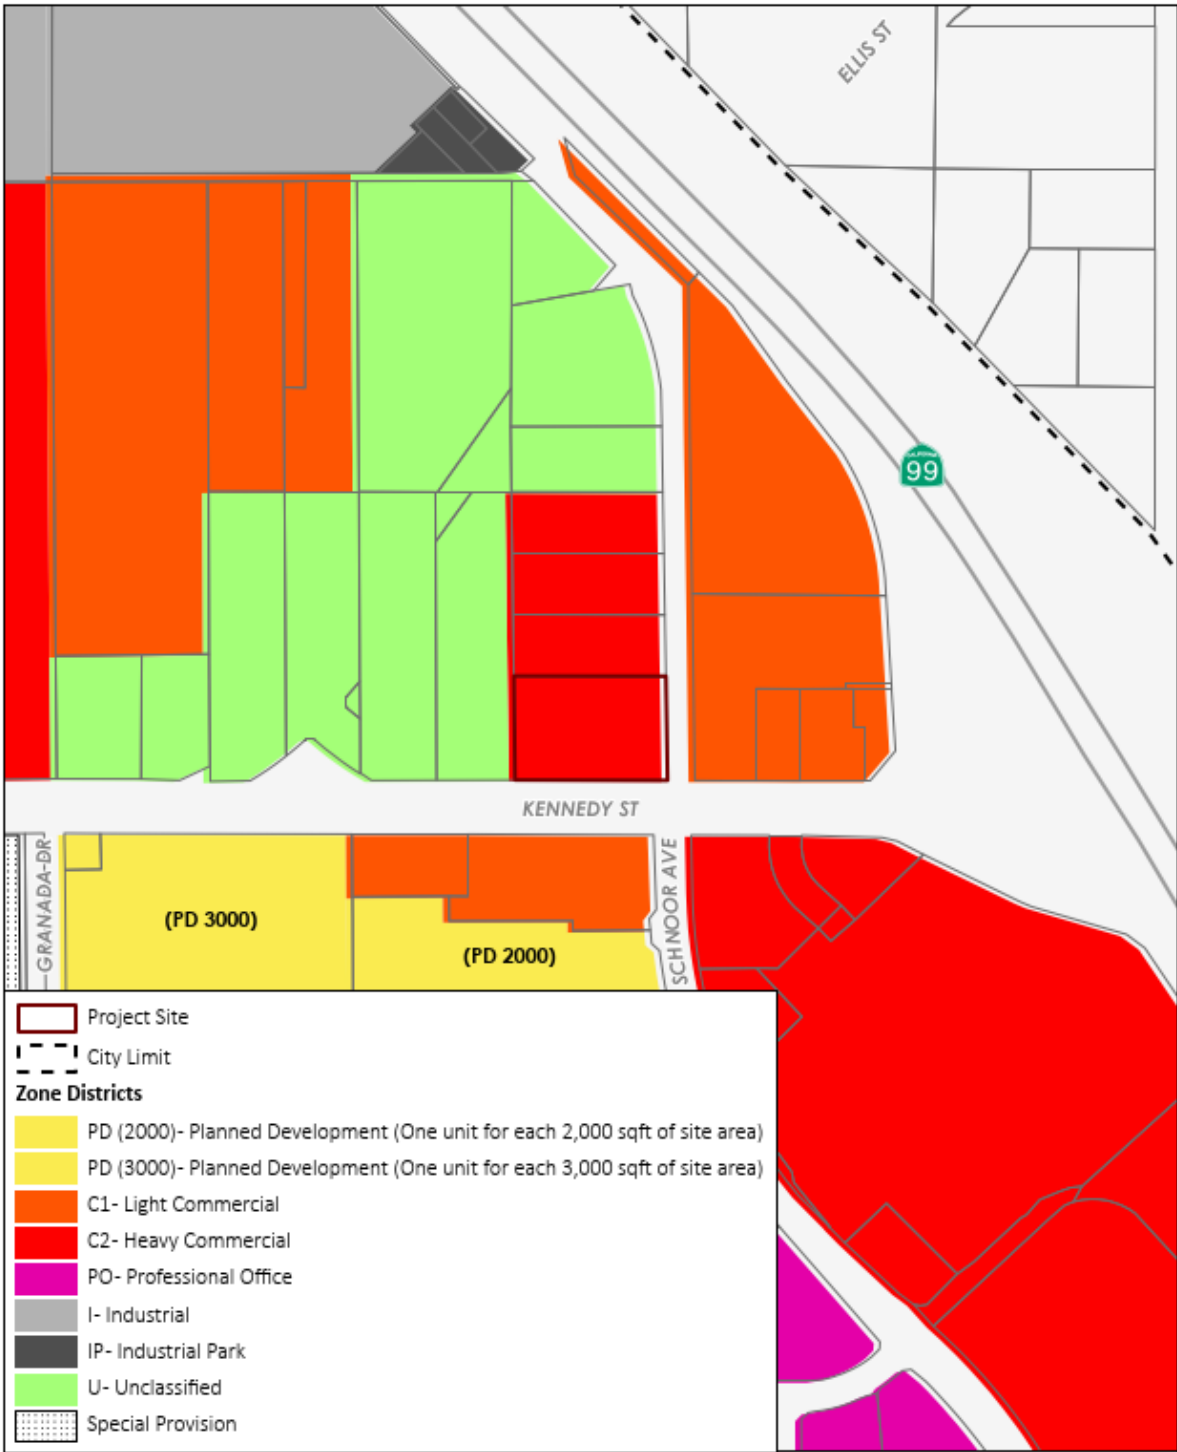 ELLIS ST
CALIFORNIA
99
KENNEDY ST
GRANADA-DR
SCHNOOR AVE
(PD 3000)
(PD 2000)
Project Site
City Limit
Zone Districts
PD (2000)- Planned Development (One unit for each 2,000 sqft of site area)
PD (3000)- Planned Development (One unit for each 3,000 sqft of site area)
C1- Light Commercial
C2- Heavy Commercial
PO- Professional Office
I- Industrial
IP- Industrial Park
U- Unclassified
Special Provision